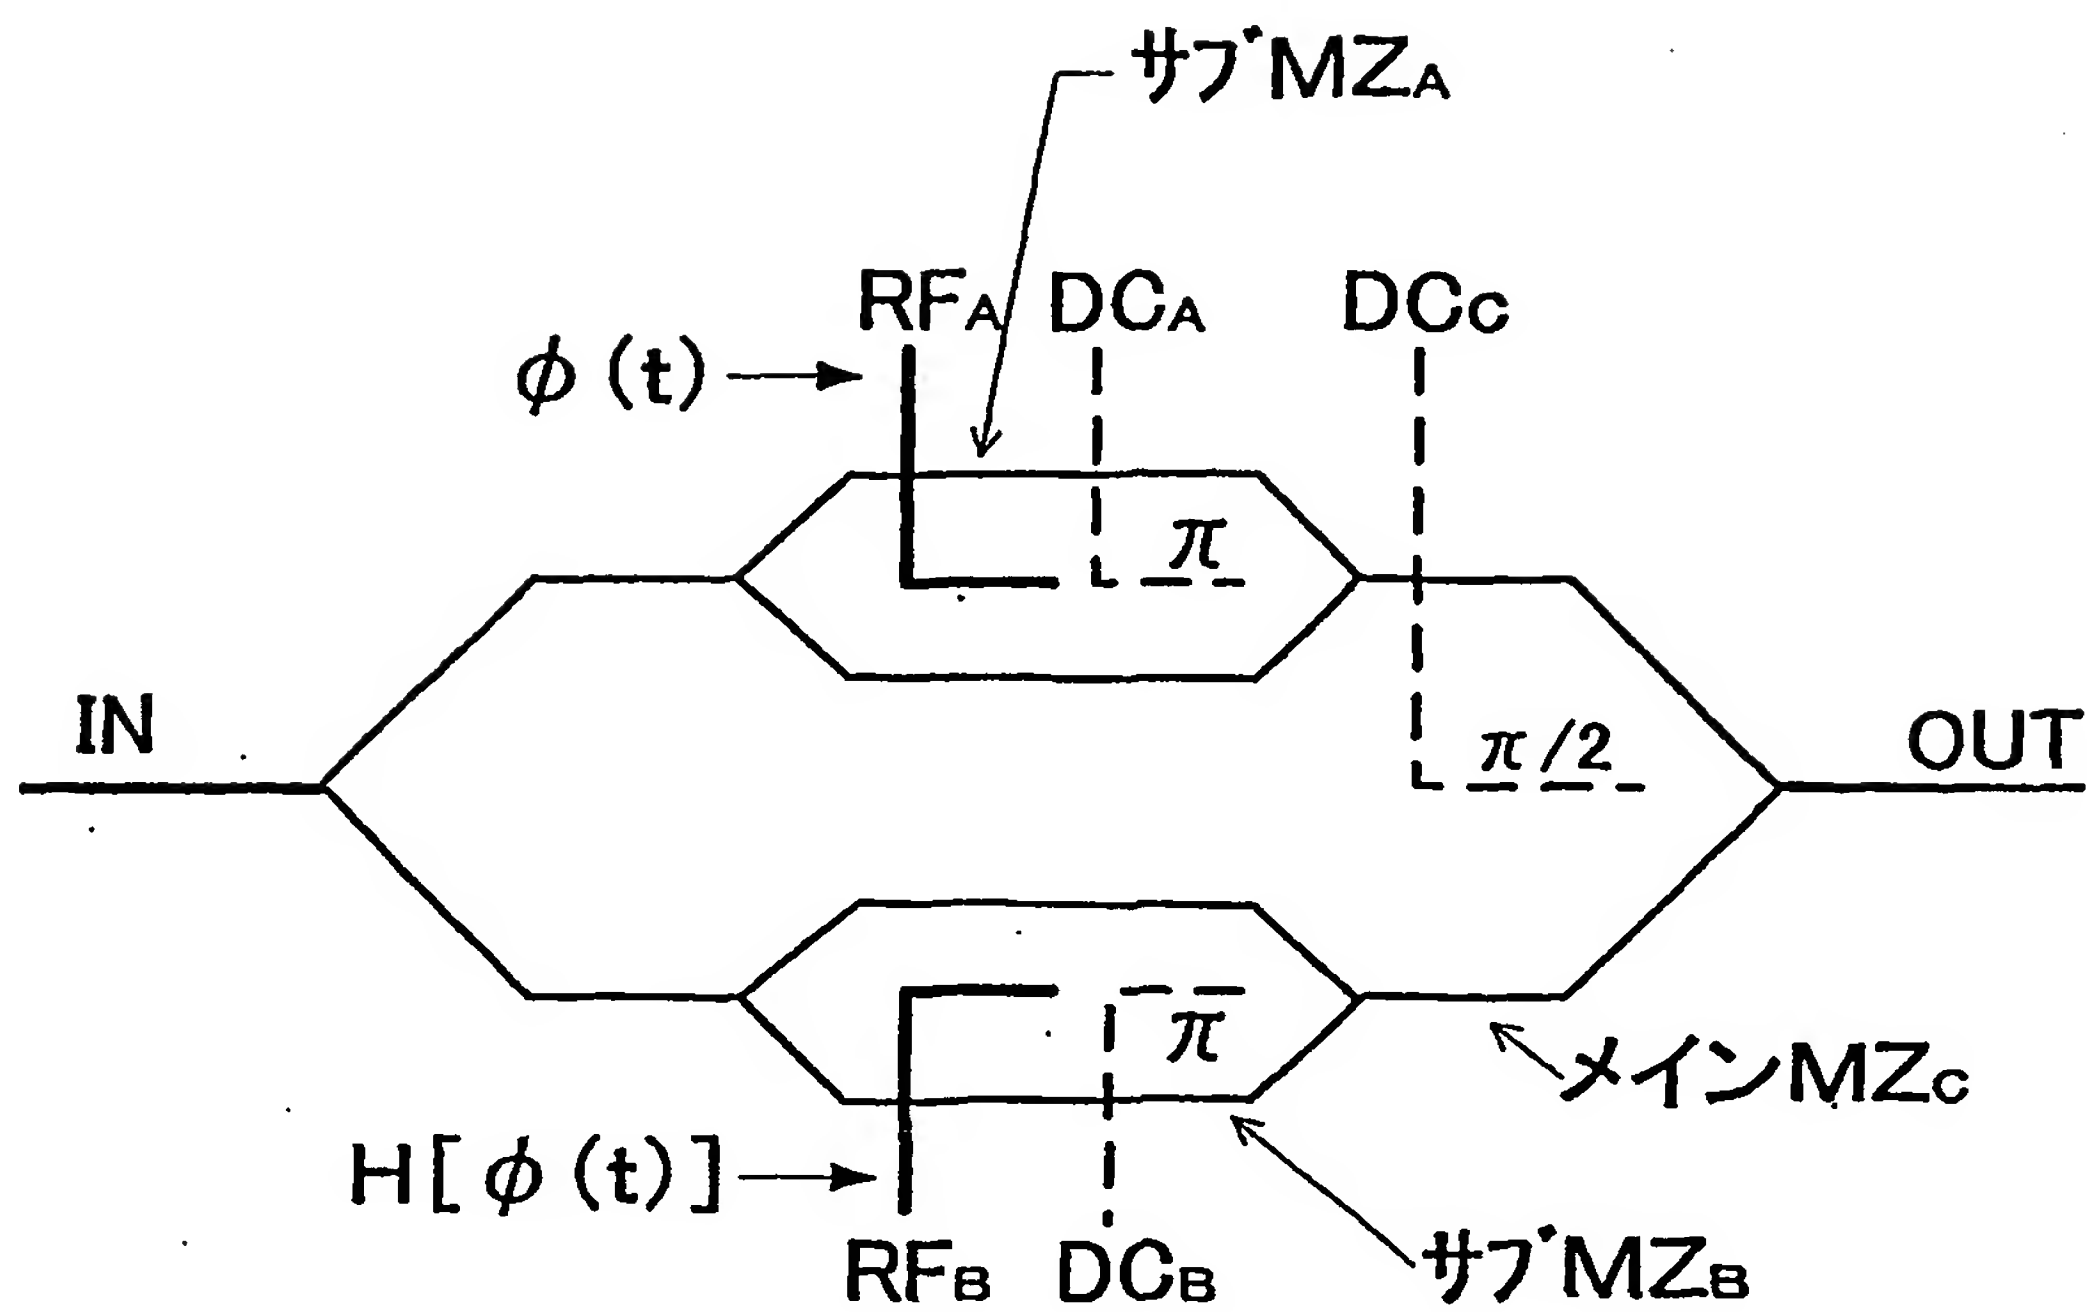 サブMZA
RFA DCA DCC
φ(t)
π
IN
π/2
OUT
π
メインMZC
H[φ(t)]
RFB DCB
サブMZB